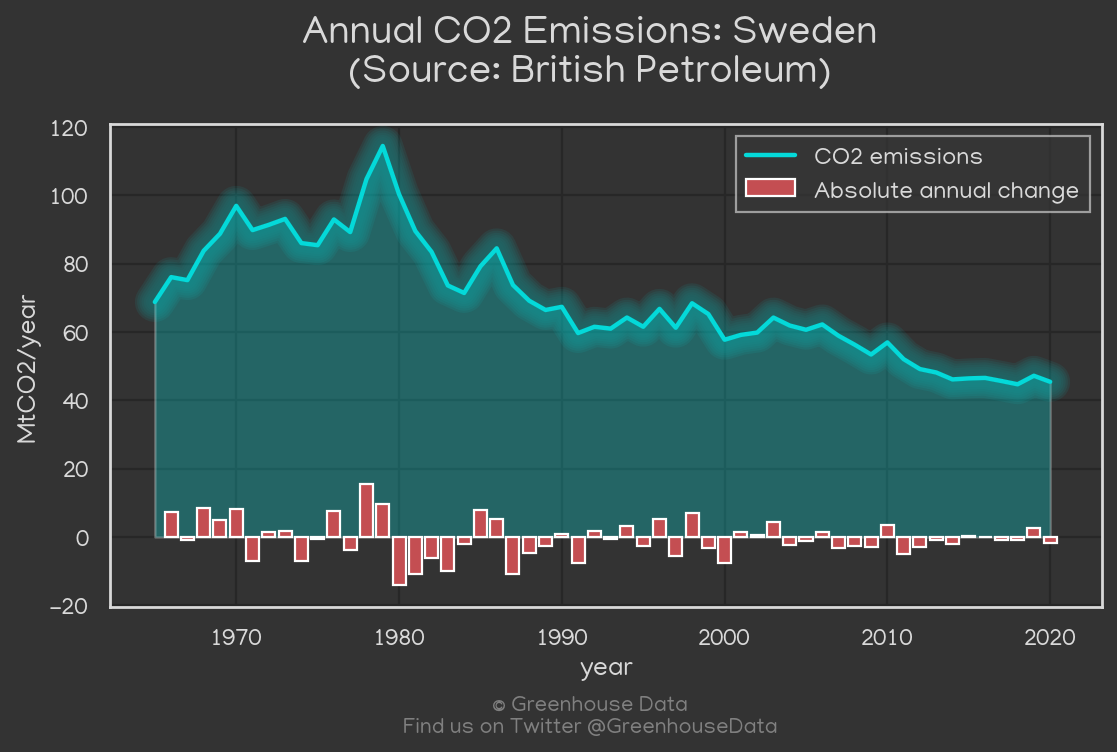 Annual CO2 Emissions: Sweden
(Source: British Petroleum)
120
100
80
60
40
20
0
−20
MtCO2/year
CO2 emissions
Absolute annual change
1970 1980 1990 2000 2010 2020
year
© Greenhouse Data
Find us on Twitter @GreenhouseData